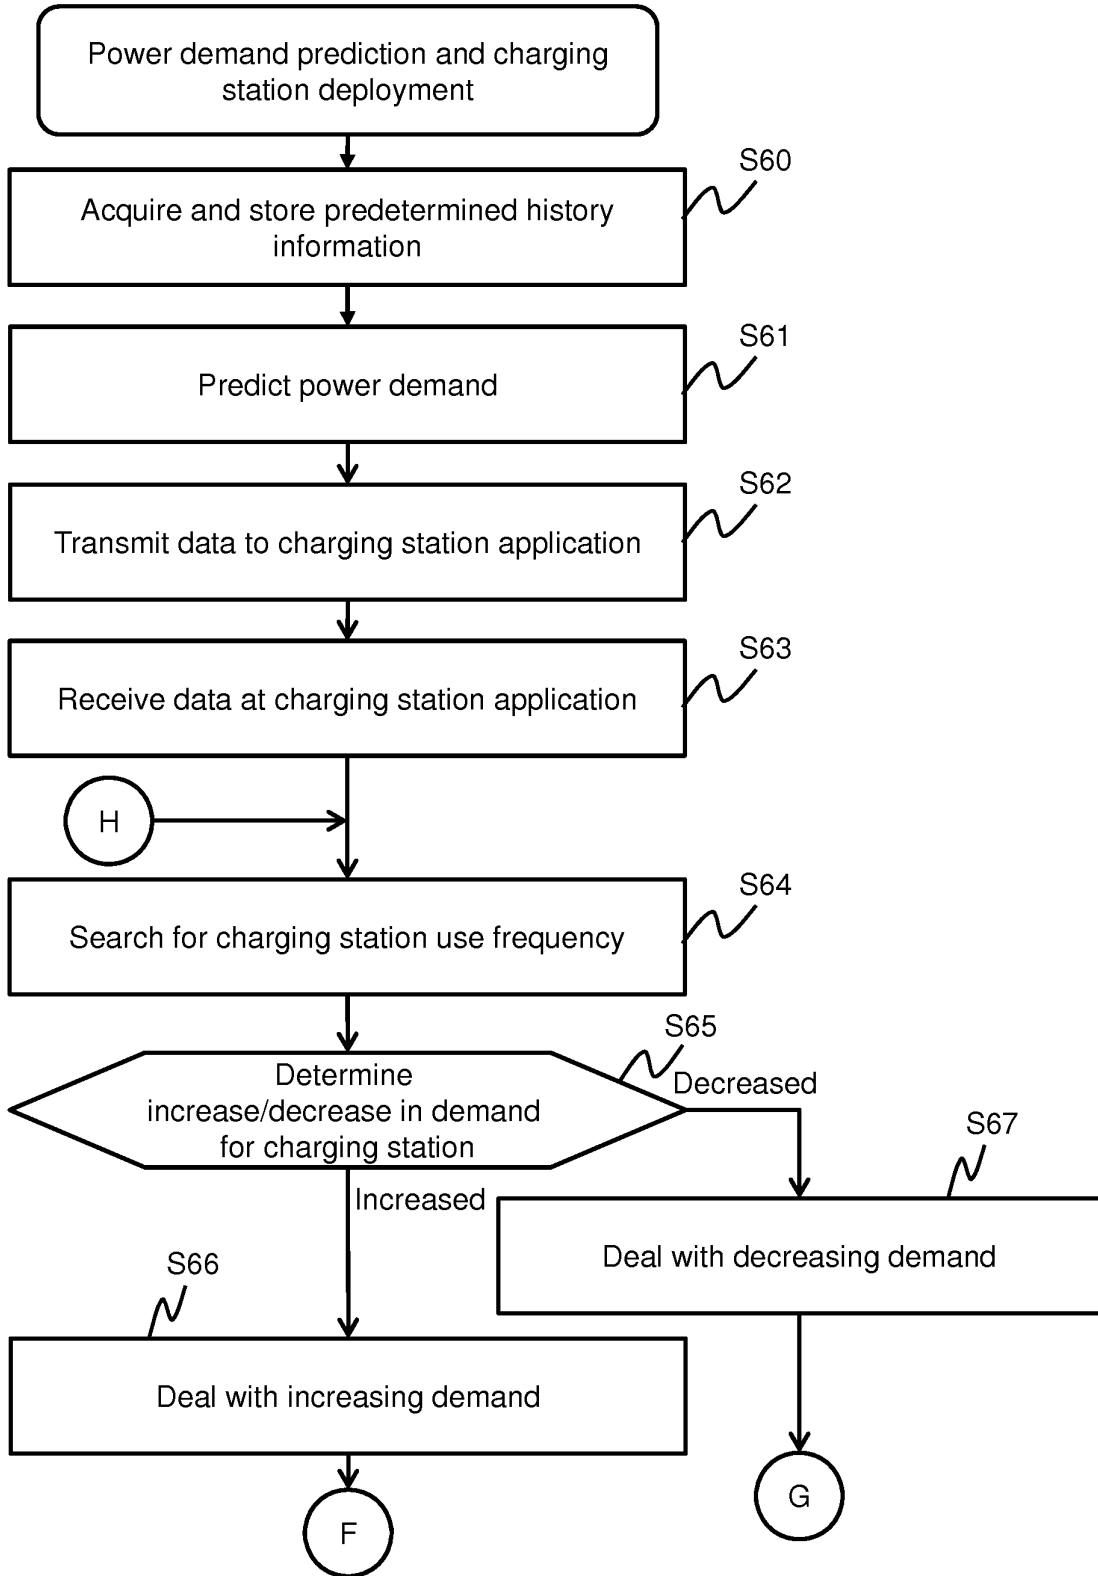 Power demand prediction and charging
station deployment
S60
Acquire and store predetermined history
information
S61
Predict power demand
S62
Transmit data to charging station application
S63
Receive data at charging station application
H
S64
Search for charging station use frequency
S65
Determine
increase/decrease in demand
for charging station
Decreased
S67
Increased
Deal with decreasing demand
S66
Deal with increasing demand
G
F